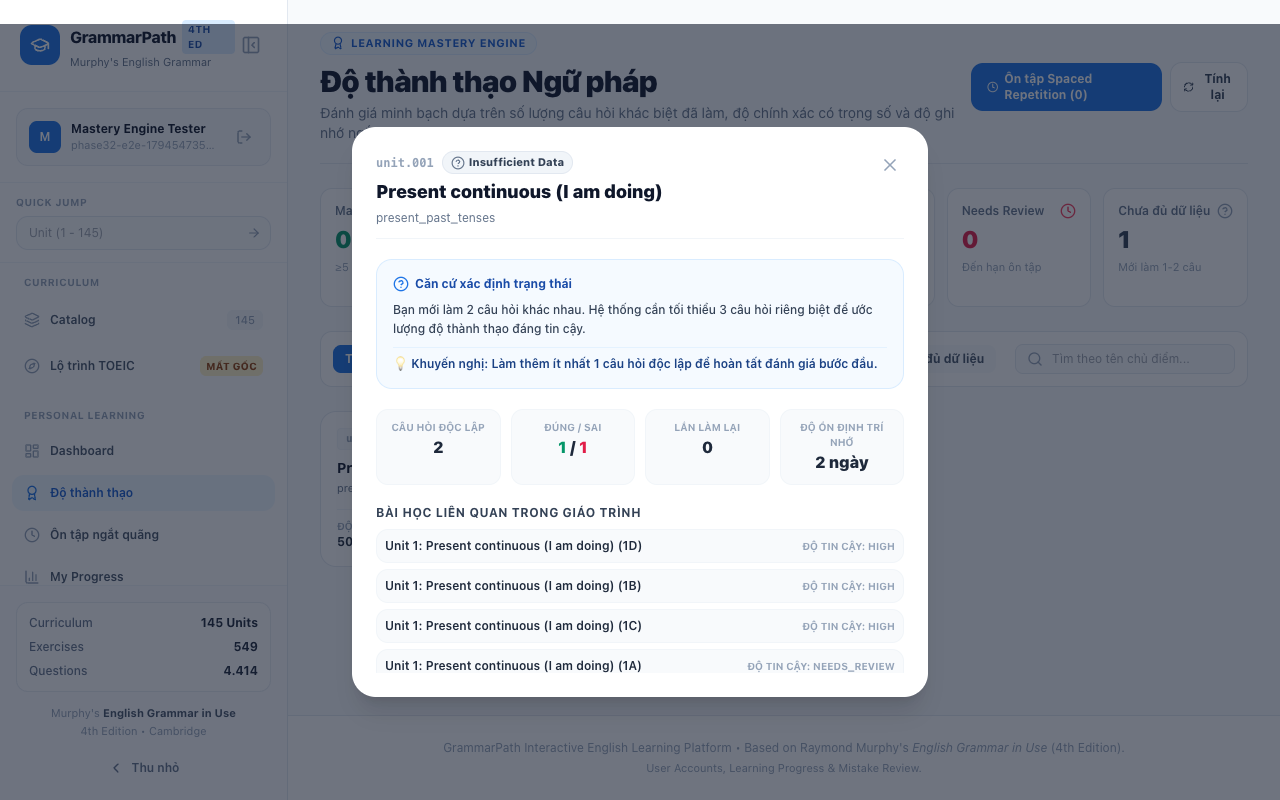 GrammarPath
4TH ED
Murphy's English Grammar
M
Mastery Engine Tester
phase32-e2e-179454735...
QUICK JUMP
Unit (1 - 145)
CURRICULUM
Catalog
145
Lộ trình TOEIC
MẤT GỐC
PERSONAL LEARNING
Dashboard
Độ thành thạo
Ôn tập ngắt quãng
My Progress
Curriculum
145 Units
Exercises
549
Questions
4.414
Murphy's English Grammar in Use
4th Edition • Cambridge
Thu nhỏ
LEARNING MASTERY ENGINE
Độ thành thạo Ngữ pháp
Đánh giá minh bạch dựa trên số lượng câu hỏi khác biệt đã làm, độ chính xác có trọng số và độ ghi
Ôn tập Spaced
Repetition (0)
Tính
lại
Needs Review
0
Đến hạn ôn tập
Chưa đủ dữ liệu
1
Mới làm 1-2 câu
đủ dữ liệu
Tìm theo tên chủ điểm...
unit.001
Insufficient Data
Present continuous (I am doing)
present_past_tenses
Căn cứ xác định trạng thái
Bạn mới làm 2 câu hỏi khác nhau. Hệ thống cần tối thiểu 3 câu hỏi riêng biệt để ước
lượng độ thành thạo đáng tin cậy.
💡 Khuyến nghị: Làm thêm ít nhất 1 câu hỏi độc lập để hoàn tất đánh giá bước đầu.
CÂU HỎI ĐỘC LẬP
2
ĐÚNG / SAI
1 / 1
LẦN LÀM LẠI
0
ĐỘ ỔN ĐỊNH TRÍ
NHỚ
2 ngày
BÀI HỌC LIÊN QUAN TRONG GIÁO TRÌNH
Unit 1: Present continuous (I am doing) (1D)
ĐỘ TIN CẬY: HIGH
Unit 1: Present continuous (I am doing) (1B)
ĐỘ TIN CẬY: HIGH
Unit 1: Present continuous (I am doing) (1C)
ĐỘ TIN CẬY: HIGH
Unit 1: Present continuous (I am doing) (1A)
ĐỘ TIN CẬY: NEEDS_REVIEW
GrammarPath Interactive English Learning Platform • Based on Raymond Murphy's English Grammar in Use (4th Edition).
User Accounts, Learning Progress & Mistake Review.